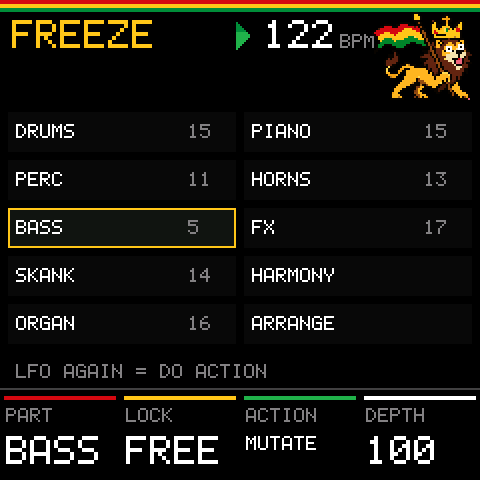 FREEZE 122 BPM
DRUMS 15 PIANO 15
PERC 11 HORNS 13
BASS 5 FX 17
SKANK 14 HARMONY
ORGAN 16 ARRANGE
LFO AGAIN = DO ACTION
PART LOCK ACTION DEPTH
BASS FREE MUTATE 100